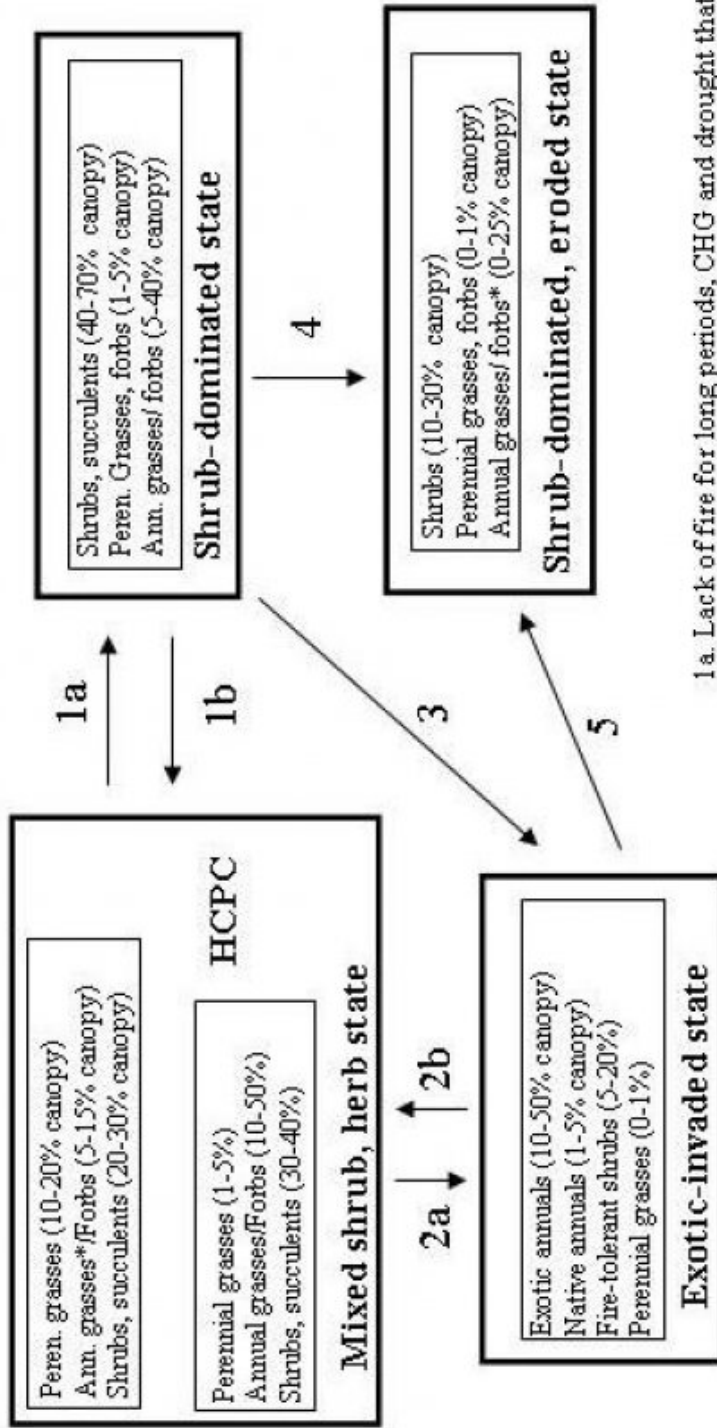 Peren. grasses (10-20% canopy)
Ann. grasses*/Forbs (5-15% canopy)
Shrubs, succulents (20-30% canopy)
HCPC
Perennial grasses (1-5%)
Annual grasses/Forbs (10-50%)
Shrubs, succulents (30-40%)
Mixed shrub, herb state
1a
1b
Shrubs, succulents (40-70% canopy)
Peren. Grasses, forbs (1-5% canopy)
Ann. grasses/ forbs (5-40% canopy)
Shrub-dominated state
2a
2b
3
4
Exotic annuals (10-50% canopy)
Native annuals (1-5% canopy)
Fire-tolerant shrubs (5-20%)
Perennial grasses (0-1%)
Exotic-invaded state
5
Shrubs (10-30% canopy)
Perennial grasses, forbs (0-1% canopy)
Annual grasses/ forbs* (0-25% canopy)
Shrub-dominated, eroded state
1a. Lack of fire for long periods, CHG and drought that